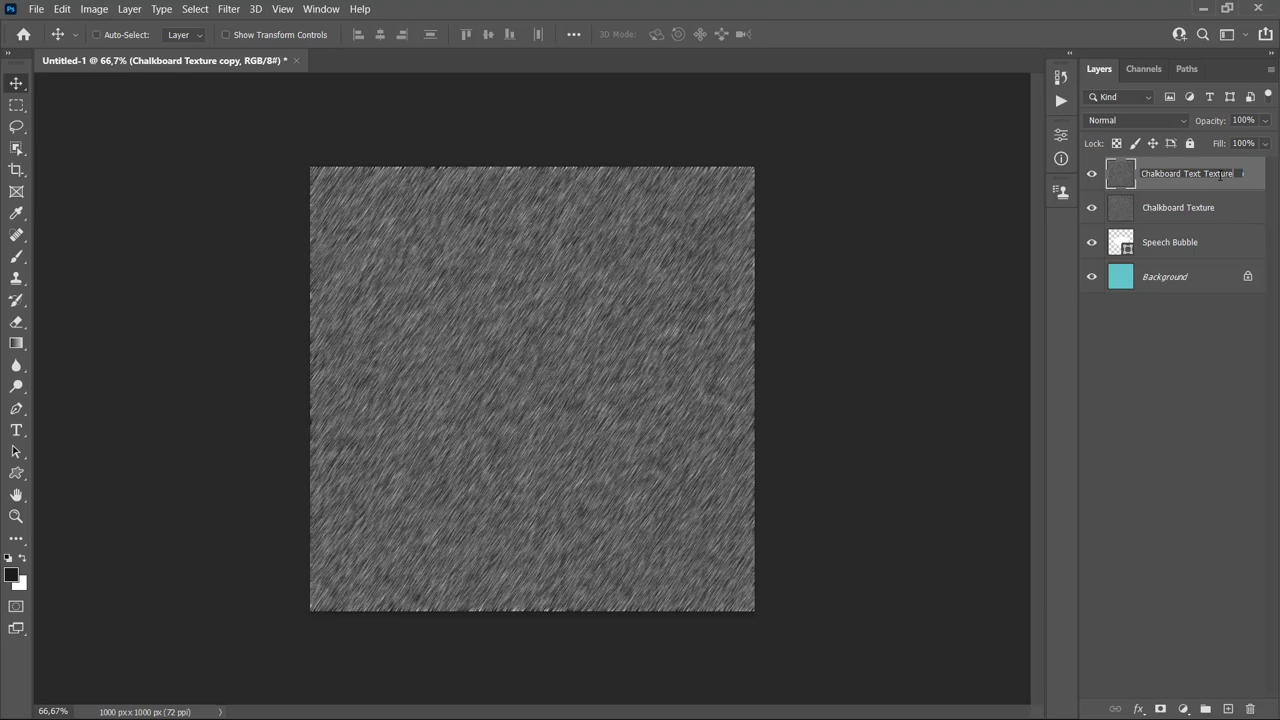 Ps File Edit Image Layer Type Select Filter 3D View Window Help
Auto-Select: Layer Show Transform Controls 3D Mode:
Untitled-1 @ 66,7% (Chalkboard Texture copy, RGB/8#) *
Layers Channels Paths
Kind
Normal Opacity: 100%
Lock: Fill: 100%
Chalkboard Text Texture
Chalkboard Texture
Speech Bubble
Background
66,67% 1000 px x 1000 px (72 ppi)